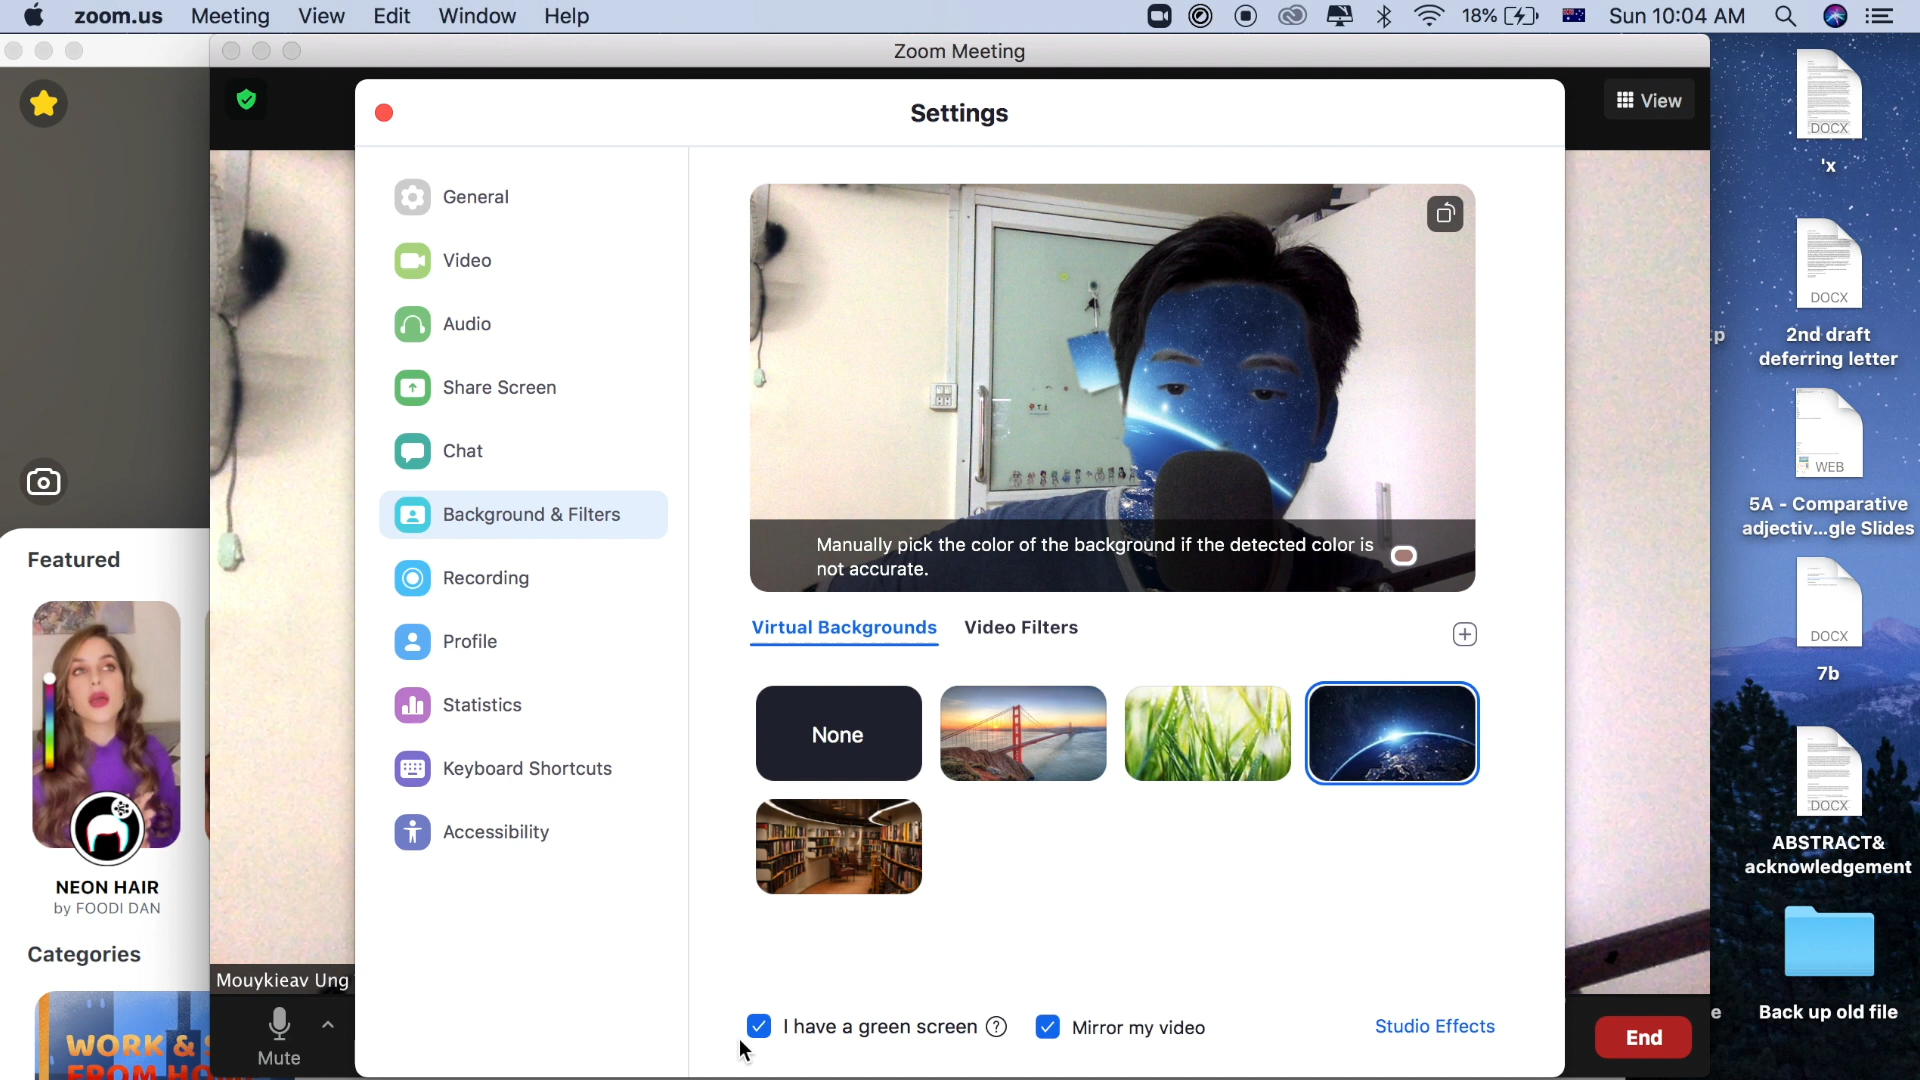 zoom.us Meeting View Edit Window Help
18% Sun 10:04 AM
Zoom Meeting
View
Settings
General
Video
Audio
Share Screen
Chat
Background & Filters
Recording
Profile
Statistics
Keyboard Shortcuts
Accessibility
Manually pick the color of the background if the detected color is
not accurate.
Virtual Backgrounds Video Filters
None
I have a green screen ? Mirror my video Studio Effects
Featured
NEON HAIR
by FOODI DAN
Categories
WORK &
FROM HO
Mouykieav Ung
Mute
End
DOCX
'x
DOCX
2nd draft
deferring letter
WEB
5A - Comparative
adjectiv...gle Slides
DOCX
7b
DOCX
ABSTRACT&
acknowledgement
Back up old file